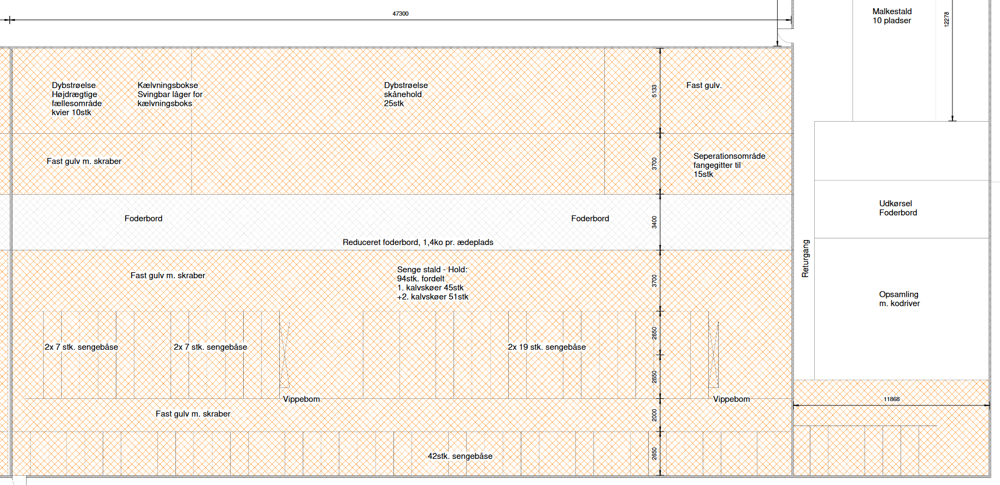 47300
Malkestald
10 pladser
12278
Dybstrøelse
Højdrægtige
fællesområde
kvier 10stk
Kælvningsbokse
Svingbar låger for
kælvningsboks
Dybstrøelse
skånehold
25stk
5133
Fast gulv.
Fast gulv m. skraber
3700
Seperationsområde
fangegitter til
15stk
Foderbord
Foderbord
3400
Udkørsel
Foderbord
Reduceret foderbord, 1,4ko pr. ædeplads
Returgang
Fast gulv m. skraber
Senge stald - Hold:
94stk. fordelt
1. kalvskøer 45stk
+2. kalvskøer 51stk
3700
Opsamling
m. kodriver
2x 7 stk. sengebåse
2x 7 stk. sengebåse
2x 19 stk. sengebåse
2650
2650
Vippebom
Vippebom
11868
Fast gulv m. skraber
2000
42stk. sengebåse
2650